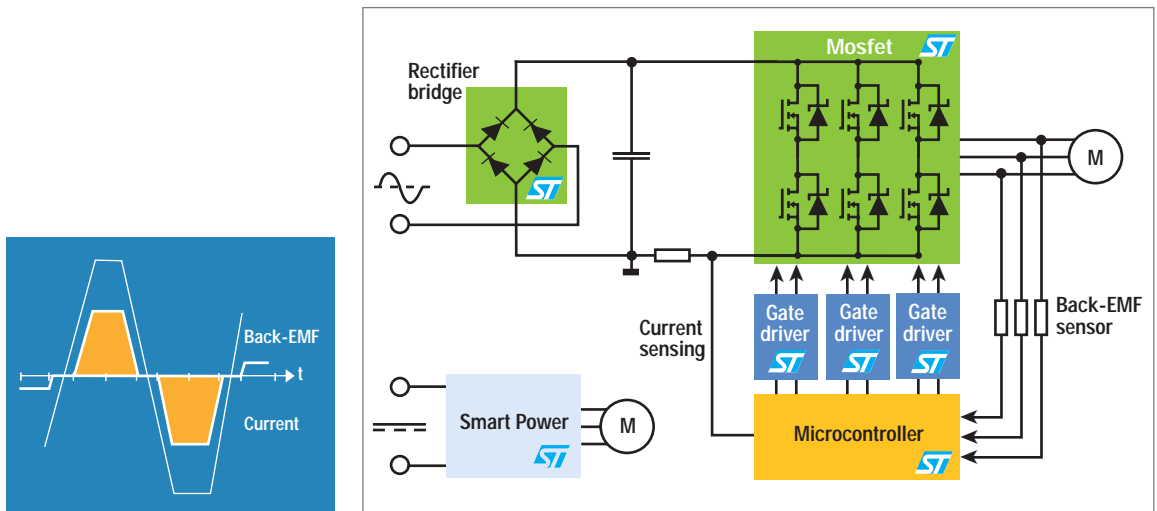 Back-EMF
t
Current
Rectifier
bridge
Mosfet
ST
ST
M
Current
sensing
Gate
driver
ST
Gate
driver
ST
Gate
driver
ST
Back-EMF
sensor
Smart Power
ST
M
Microcontroller
ST